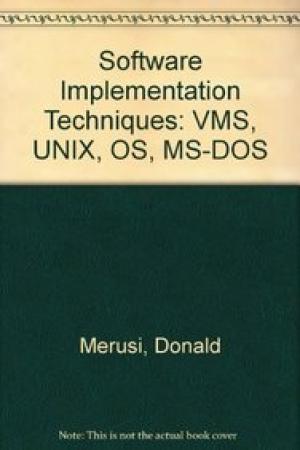 Software
Implementation
Techniques: VMS,
UNIX, OS, MS-DOS
Merusi, Donald
Note: This is not the actual book cover